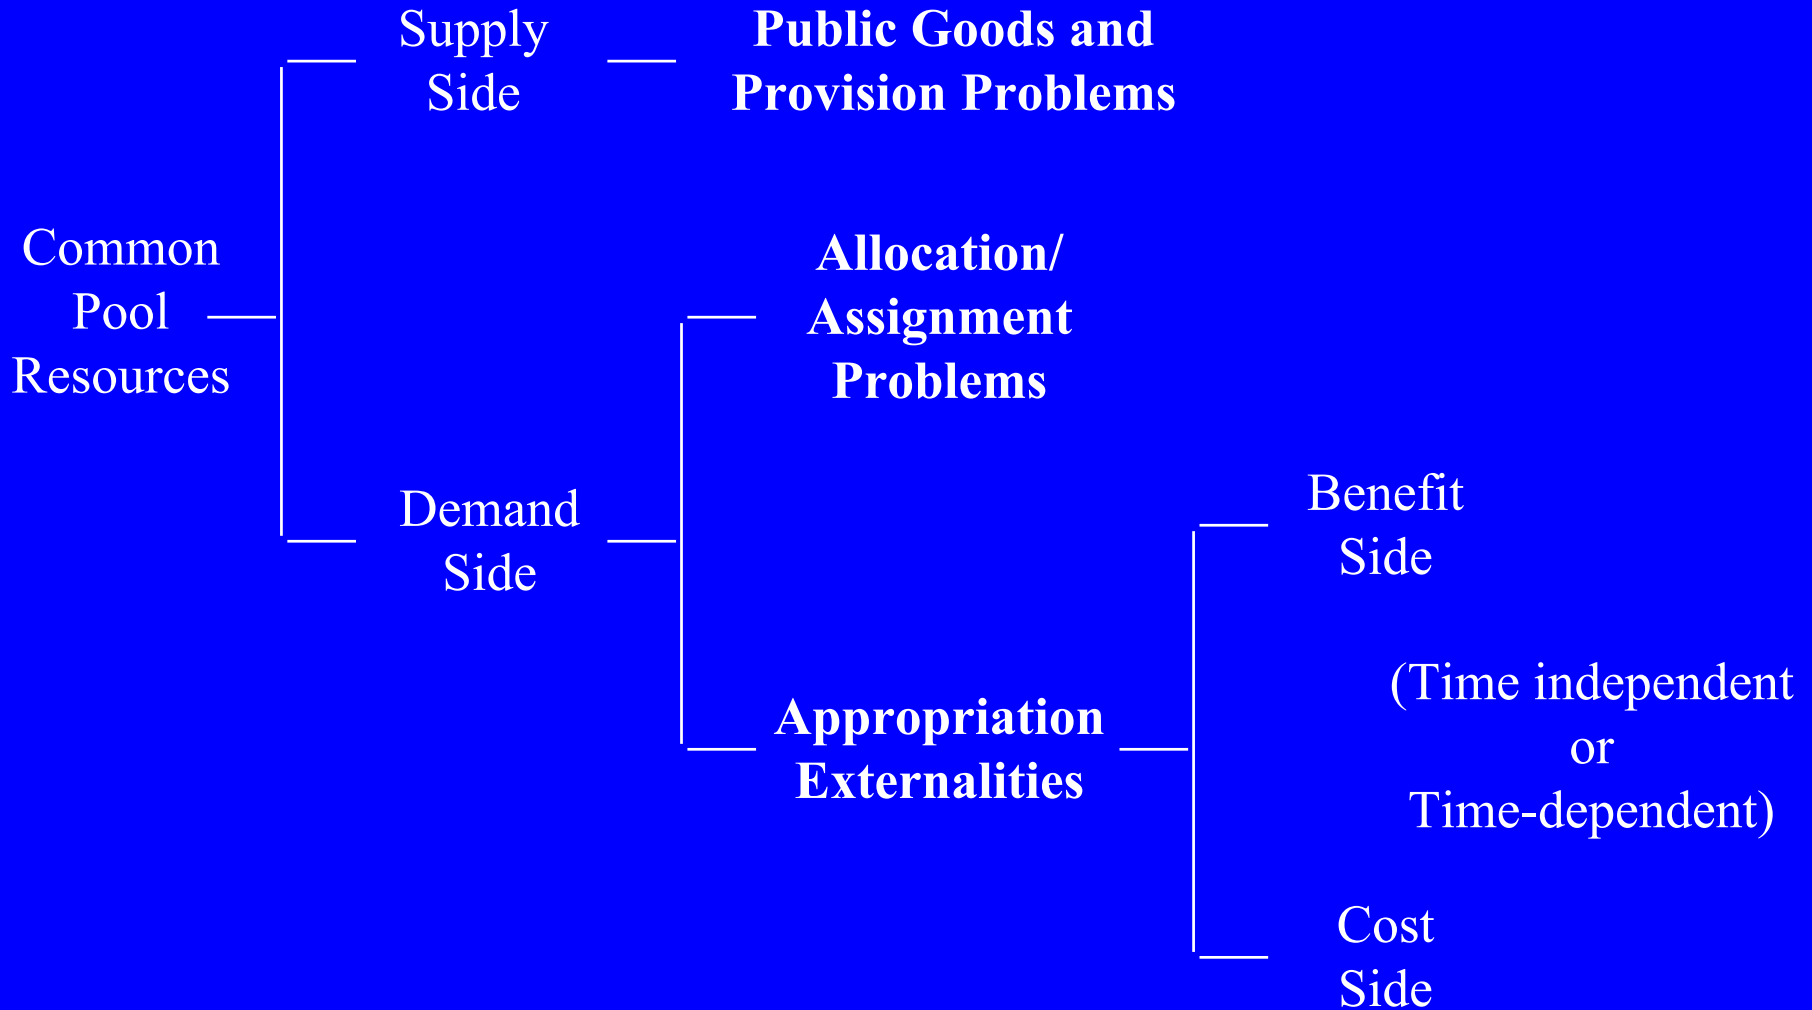 Supply
Side
Public Goods and
Provision Problems
Common
Pool
Resources
Allocation/
Assignment
Problems
Demand
Side
Appropriation
Externalities
Benefit
Side
(Time independent
or
Time-dependent)
Cost
Side